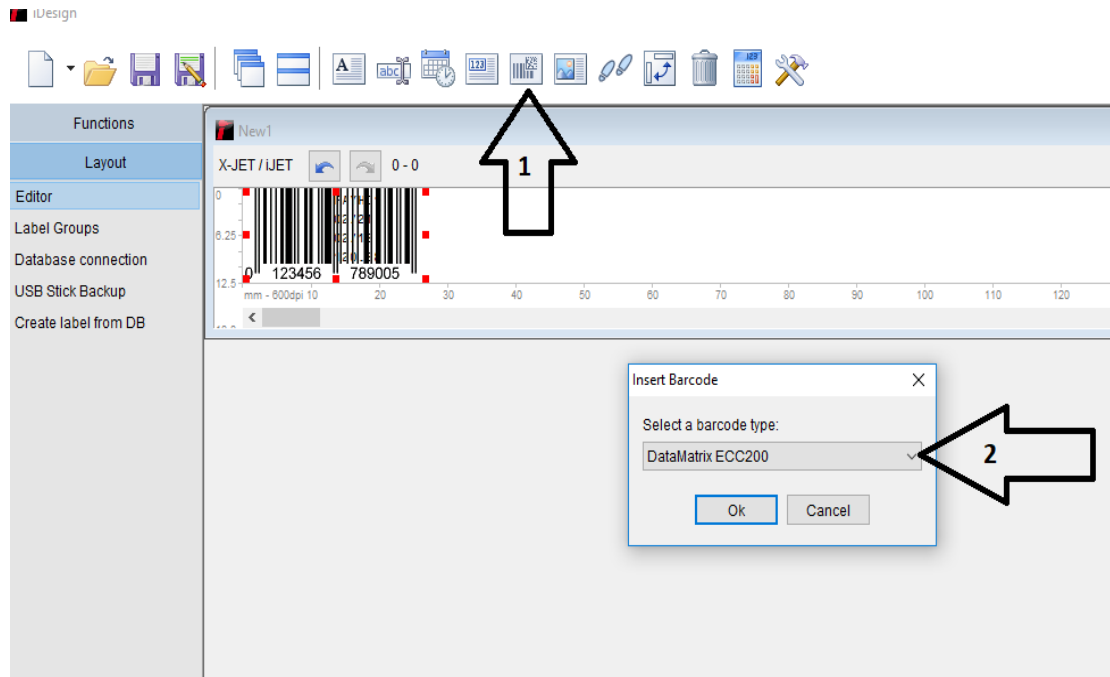 iDesign
Functions
Layout
Editor
Label Groups
Database connection
USB Stick Backup
Create label from DB
New1
X-JET / iJET 0 - 0
1
0
6.25
12.5
0 123456 789005
mm - 600dpi 10 20 30 40 50 60 70 80 90 100 110 120
Insert Barcode
Select a barcode type:
DataMatrix ECC200
2
Ok Cancel